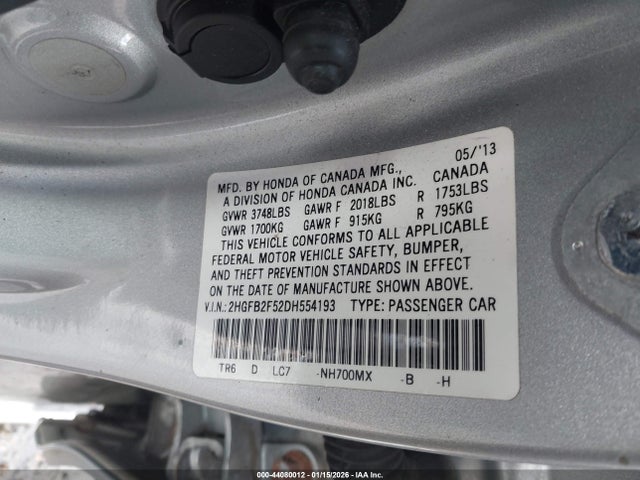 05/'13
MFD. BY HONDA OF CANADA MFG., CANADA
A DIVISION OF HONDA CANADA INC.
GVWR 3748LBS GAWR F 2018LBS R 1753LBS
GVWR 1700KG GAWR F 915KG R 795KG
THIS VEHICLE CONFORMS TO ALL APPLICABLE
FEDERAL MOTOR VEHICLE SAFETY, BUMPER,
AND THEFT PREVENTION STANDARDS IN EFFECT
ON THE DATE OF MANUFACTURE SHOWN ABOVE.
V.I.N.: 2HGFB2F52DH554193 TYPE: PASSENGER CAR
TR6 D LC7 -NH700MX -B -H
000-44080012 - 01/15/2026 - IAA Inc.